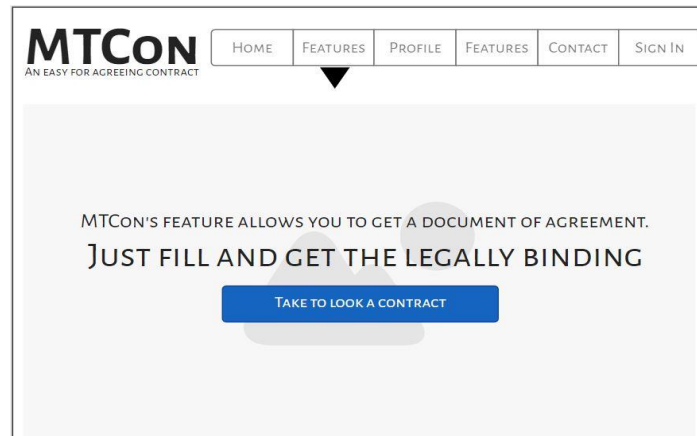 MTCon
An easy for agreeing contract
Home Features Profile Features Contact Sign In
MTCon's feature allows you to get a document of agreement.
Just fill and get the legally binding
Take to look a contract